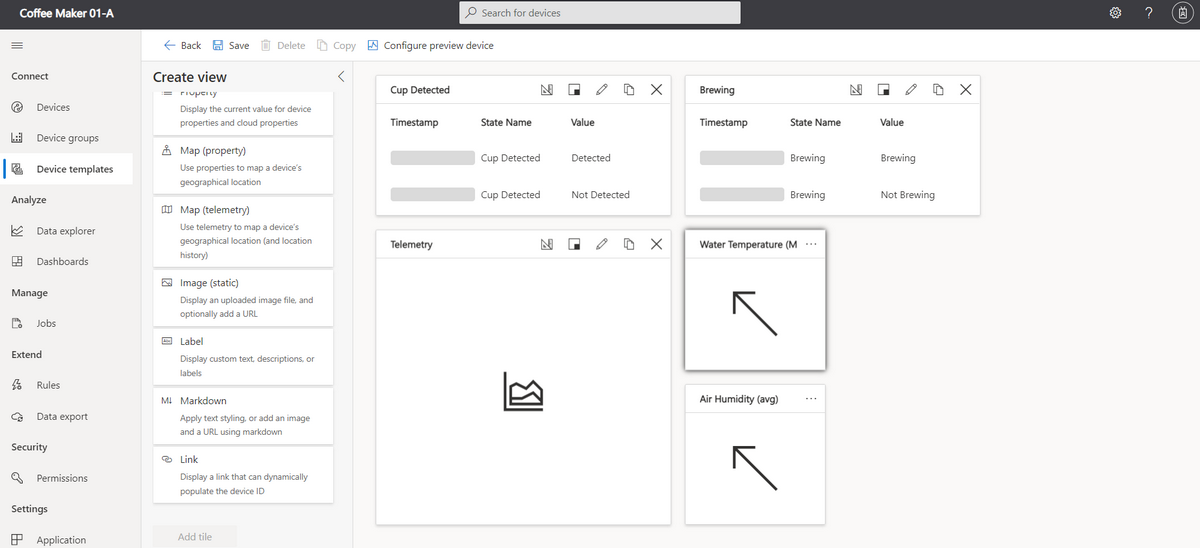 Coffee Maker 01-A
Search for devices
?
Back
Save
Delete
Copy
Configure preview device
Connect
Devices
Device groups
Device templates
Analyze
Data explorer
Dashboards
Manage
Jobs
Extend
Rules
Data export
Security
Permissions
Settings
Application
Create view
Property
Display the current value for device
properties and cloud properties
Map (property)
Use properties to map a device's
geographical location
Map (telemetry)
Use telemetry to map a device's
geographical location (and location
history)
Image (static)
Display an uploaded image file, and
optionally add a URL
Abc Label
Display custom text, descriptions, or
labels
M↓ Markdown
Apply text styling, or add an image
and a URL using markdown
Link
Display a link that can dynamically
populate the device ID
Add tile
Cup Detected
Timestamp State Name Value
Cup Detected Detected
Cup Detected Not Detected
Brewing
Timestamp State Name Value
Brewing Brewing
Brewing Not Brewing
Telemetry
Water Temperature (M ···
Air Humidity (avg) ···